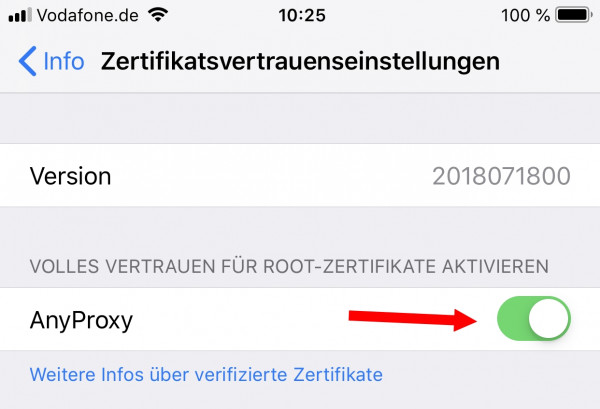 Vodafone.de 10:25 100 %
Info Zertifikatsvertrauenseinstellungen
Version 2018071800
VOLLES VERTRAUEN FÜR ROOT-ZERTIFIKATE AKTIVIEREN
AnyProxy
Weitere Infos über verifizierte Zertifikate